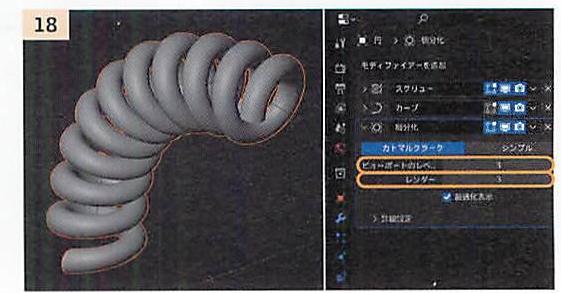 18
円 > 細分化
モディファイアーを追加
スクリュー
カーブ
細分化
カトマルクラーク シンプル
ビューポートのレベ.. 3
レンダー 3
最適化表示
> 詳細設定